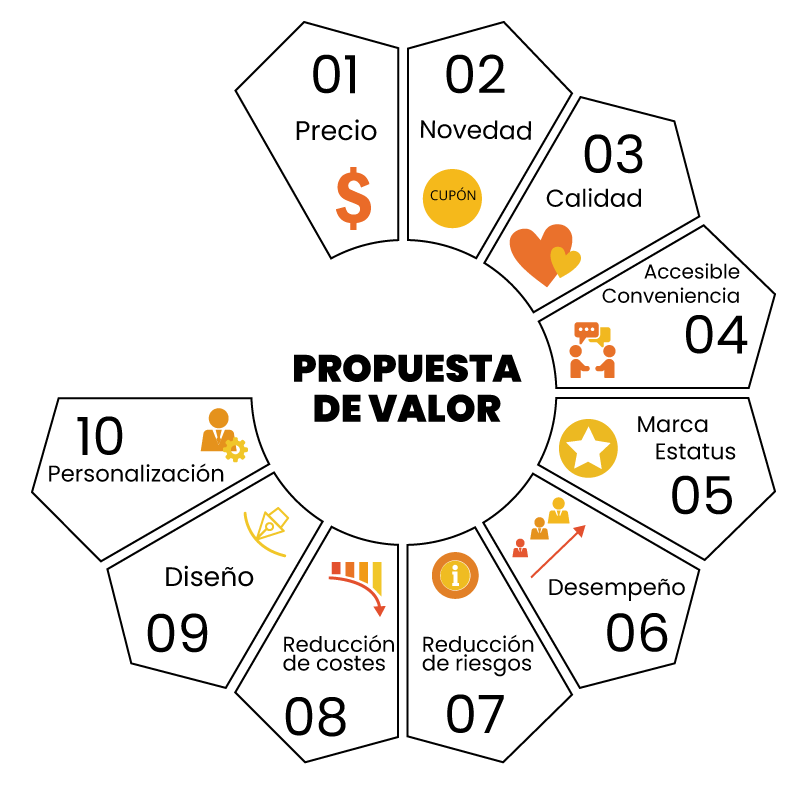 01
Precio
$
02
Novedad
CUPÓN
03
Calidad
Accesible
Conveniencia
04
Marca
Estatus
05
Desempeño
06
i
Reducción
de riesgos
07
Reducción
de costes
08
Diseño
09
10
Personalización
PROPUESTA
DE VALOR